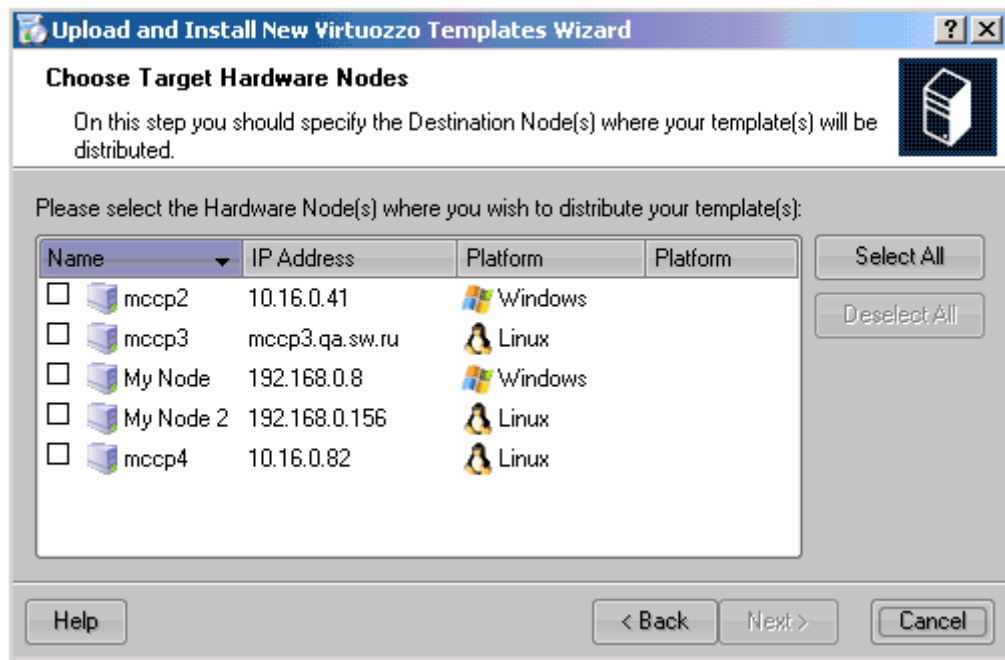 Upload and Install New Virtuozzo Templates Wizard
Choose Target Hardware Nodes
On this step you should specify the Destination Node(s) where your template(s) will be
distributed.
Please select the Hardware Node(s) where you wish to distribute your template(s):
Name IP Address Platform Platform
mccp2 10.16.0.41 Windows
mccp3 mccp3.qa.sw.ru Linux
My Node 192.168.0.8 Windows
My Node 2 192.168.0.156 Linux
mccp4 10.16.0.82 Linux
Select All
Deselect All
Help < Back Next > Cancel